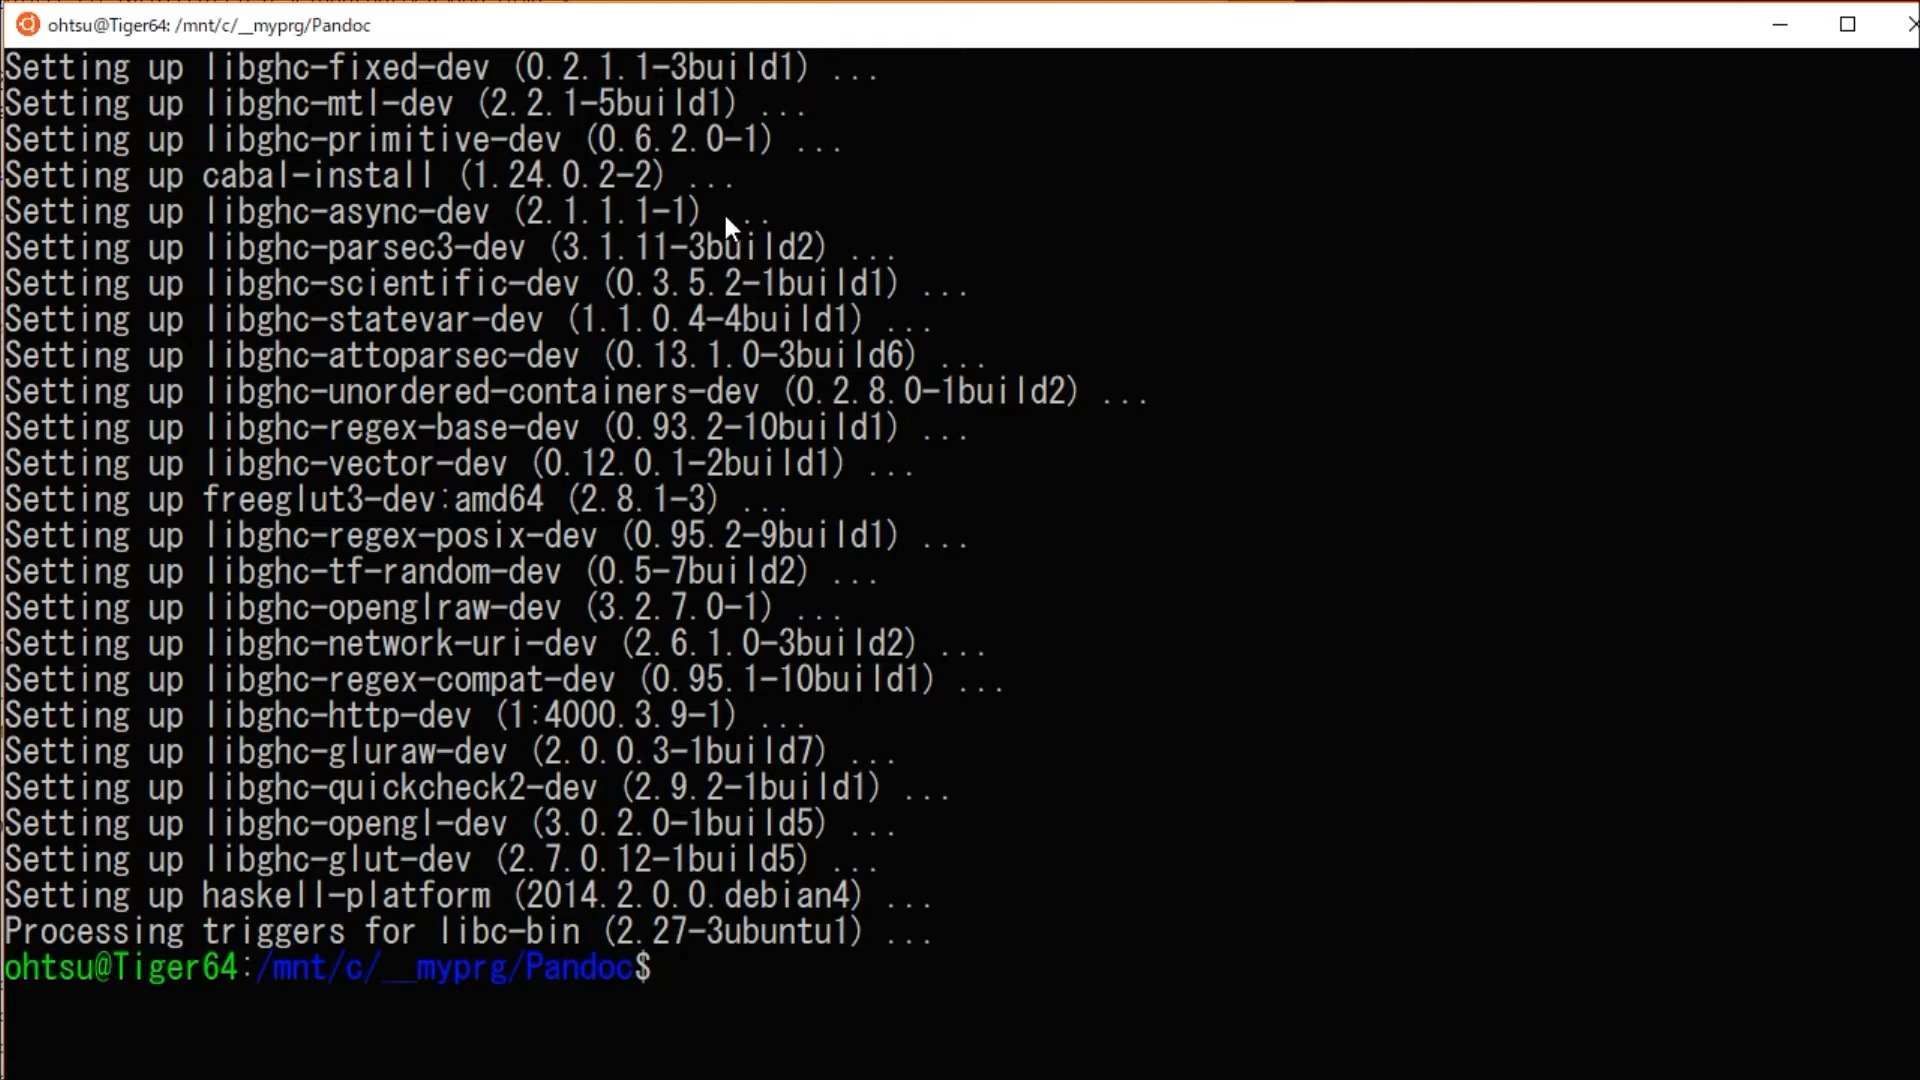 ohtsu@Tiger64: /mnt/c/__myprg/Pandoc
Setting up libghc-fixed-dev (0.2.1.1-3build1) ...
Setting up libghc-mtl-dev (2.2.1-5build1) ...
Setting up libghc-primitive-dev (0.6.2.0-1) ...
Setting up cabal-install (1.24.0.2-2) ...
Setting up libghc-async-dev (2.1.1.1-1) ...
Setting up libghc-parsec3-dev (3.1.11-3build2) ...
Setting up libghc-scientific-dev (0.3.5.2-1build1) ...
Setting up libghc-statevar-dev (1.1.0.4-4build1) ...
Setting up libghc-attoparsec-dev (0.13.1.0-3build6) ...
Setting up libghc-unordered-containers-dev (0.2.8.0-1build2) ...
Setting up libghc-regex-base-dev (0.93.2-10build1) ...
Setting up libghc-vector-dev (0.12.0.1-2build1) ...
Setting up freeglut3-dev:amd64 (2.8.1-3) ...
Setting up libghc-regex-posix-dev (0.95.2-9build1) ...
Setting up libghc-tf-random-dev (0.5-7build2) ...
Setting up libghc-openglraw-dev (3.2.7.0-1) ...
Setting up libghc-network-uri-dev (2.6.1.0-3build2) ...
Setting up libghc-regex-compat-dev (0.95.1-10build1) ...
Setting up libghc-http-dev (1:4000.3.9-1) ...
Setting up libghc-gluraw-dev (2.0.0.3-1build7) ...
Setting up libghc-quickcheck2-dev (2.9.2-1build1) ...
Setting up libghc-opengl-dev (3.0.2.0-1build5) ...
Setting up libghc-glut-dev (2.7.0.12-1build5) ...
Setting up haskell-platform (2014.2.0.0.debian4) ...
Processing triggers for libc-bin (2.27-3ubuntu1) ...
ohtsu@Tiger64:/mnt/c/__myprg/Pandoc$